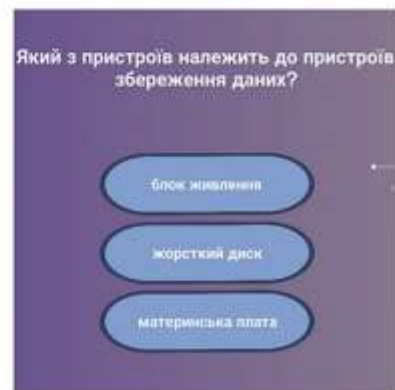 Який з пристроїв належить до пристроїв
збереження даних?
блок живлення
жорсткий диск
материнська плата